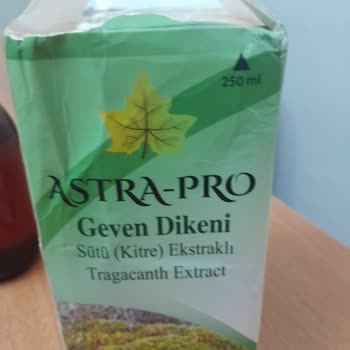 250 ml
ASTRA-PRO
Geven Dikeni
Sütü (Kitre) Ekstraklı
Tragacanth Extract